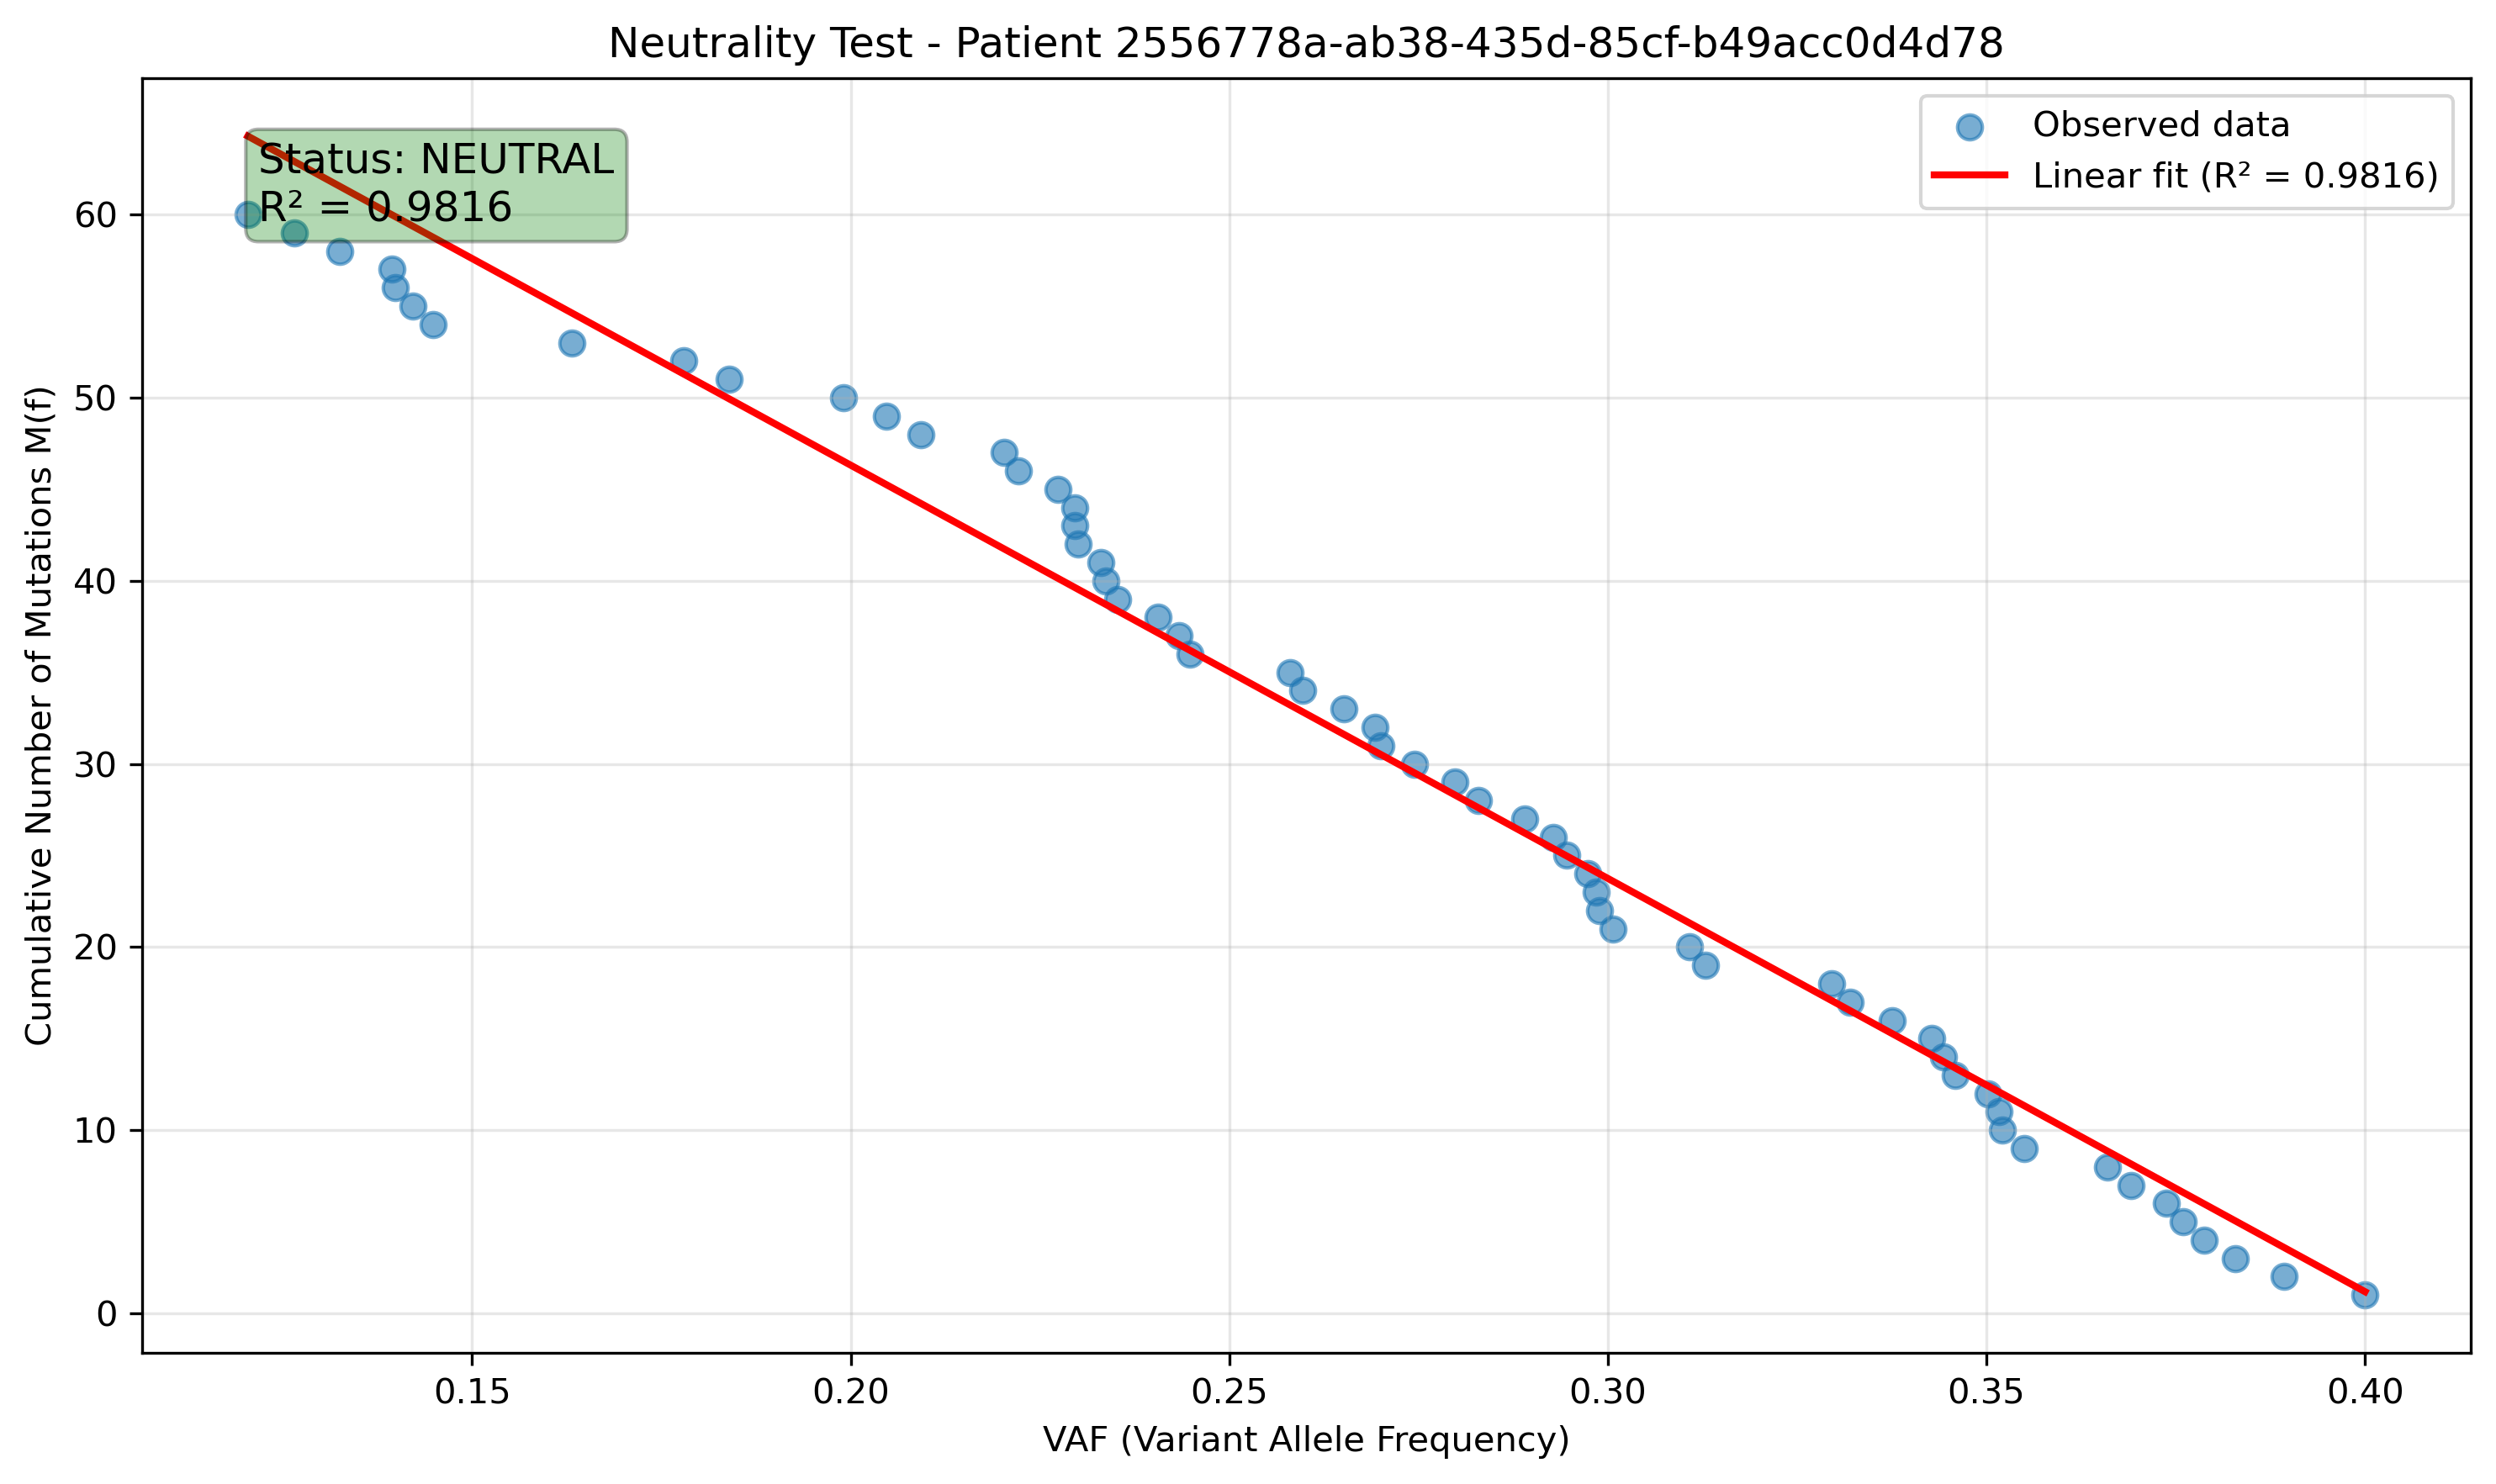 Neutrality Test - Patient 2556778a-ab38-435d-85cf-b49acc0d4d78
Status: NEUTRAL
R² = 0.9816
Observed data
Linear fit (R² = 0.9816)
Cumulative Number of Mutations M(f)
60
50
40
30
20
10
0
0.15 0.20 0.25 0.30 0.35 0.40
VAF (Variant Allele Frequency)